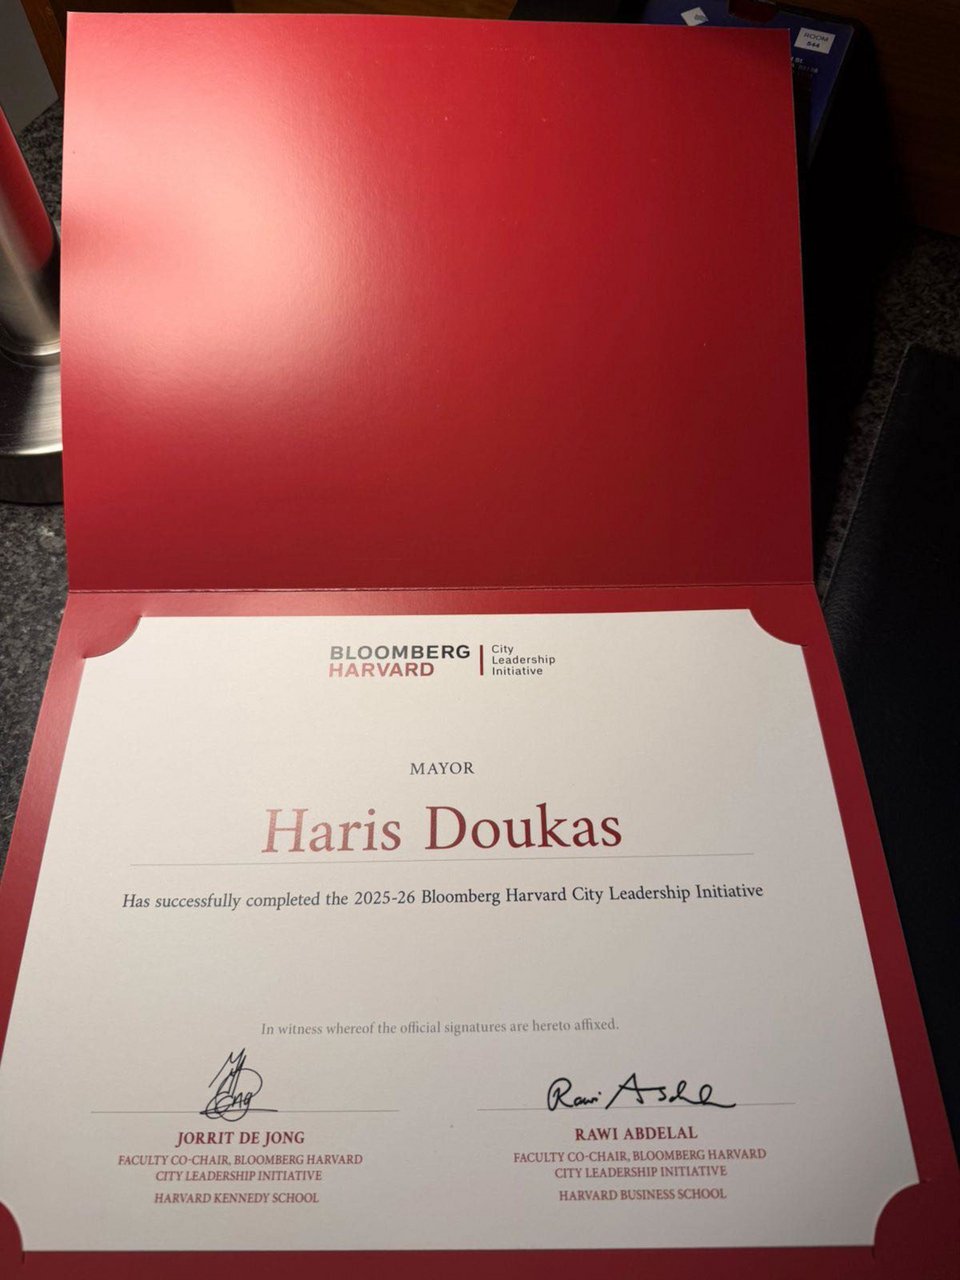 ROOM
544
BLOOMBERG
HARVARD
City
Leadership
Initiative
MAYOR
Haris Doukas
Has successfully completed the 2025-26 Bloomberg Harvard City Leadership Initiative
In witness whereof the official signatures are hereto affixed.
JORRIT DE JONG
FACULTY CO-CHAIR, BLOOMBERG HARVARD
CITY LEADERSHIP INITIATIVE
HARVARD KENNEDY SCHOOL
RAWI ABDELAL
FACULTY CO-CHAIR, BLOOMBERG HARVARD
CITY LEADERSHIP INITIATIVE
HARVARD BUSINESS SCHOOL